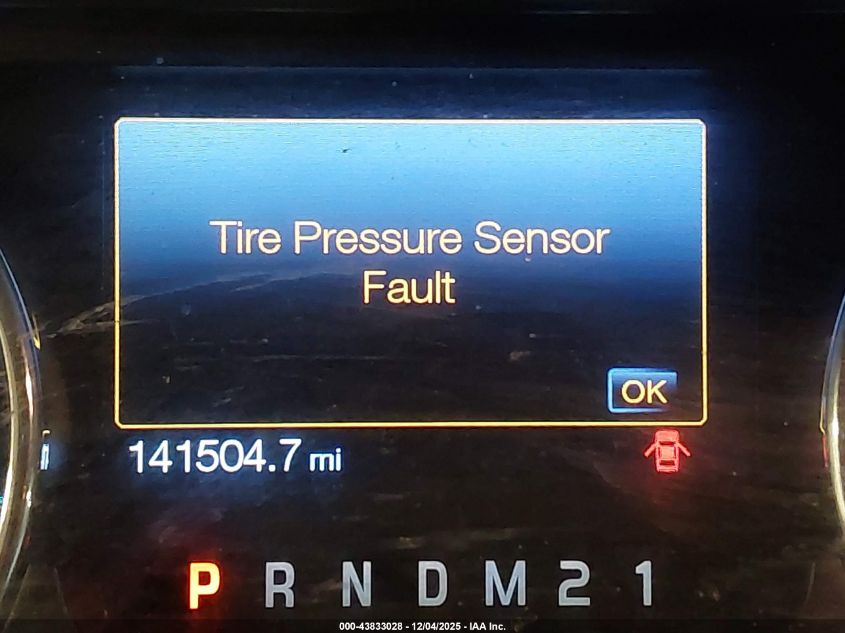 Tire Pressure Sensor
Fault
OK
141504.7 mi
P R N D M 2 1
000-43833028 - 12/04/2025 - IAA Inc.